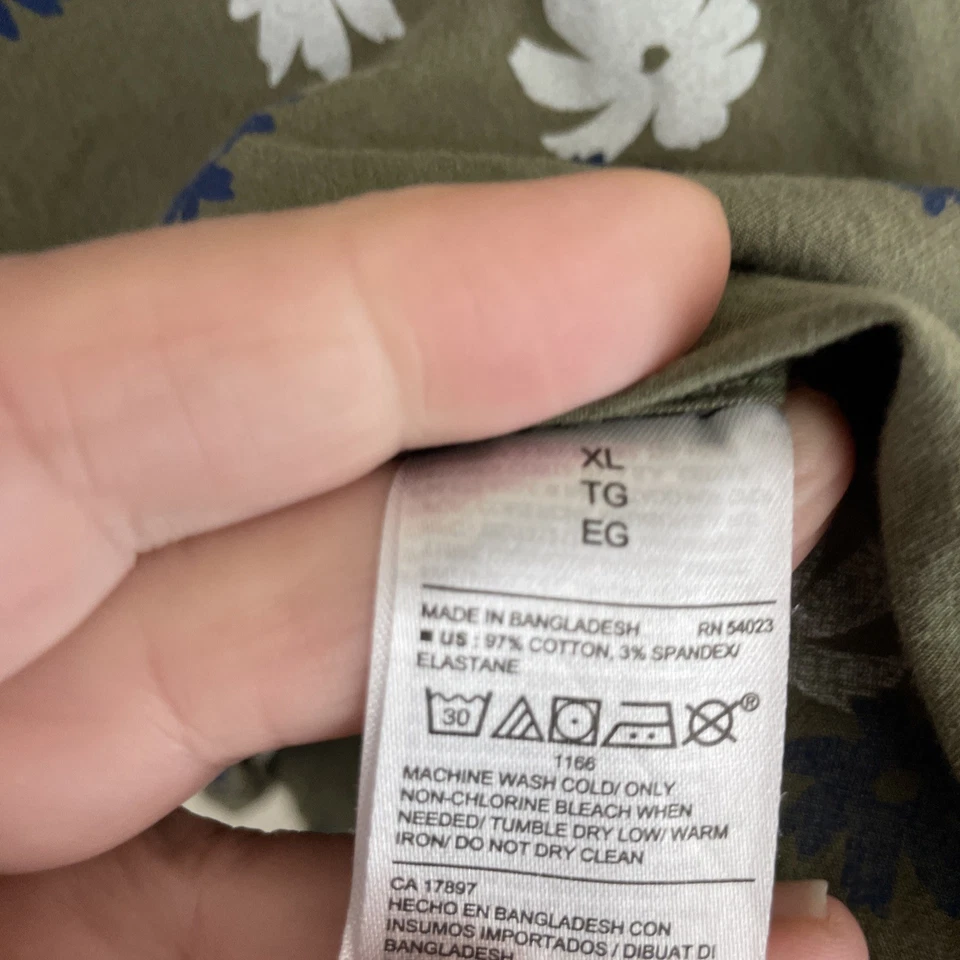 XL
TG
EG
MADE IN BANGLADESH RN 54023
■ US : 97% COTTON, 3% SPANDEX/
ELASTANE
30 ®
1166
MACHINE WASH COLD/ ONLY
NON-CHLORINE BLEACH WHEN
NEEDED/ TUMBLE DRY LOW/ WARM
IRON/ DO NOT DRY CLEAN
CA 17897
HECHO EN BANGLADESH CON
INSUMOS IMPORTADOS / DIBUAT DI
BANGLADESH